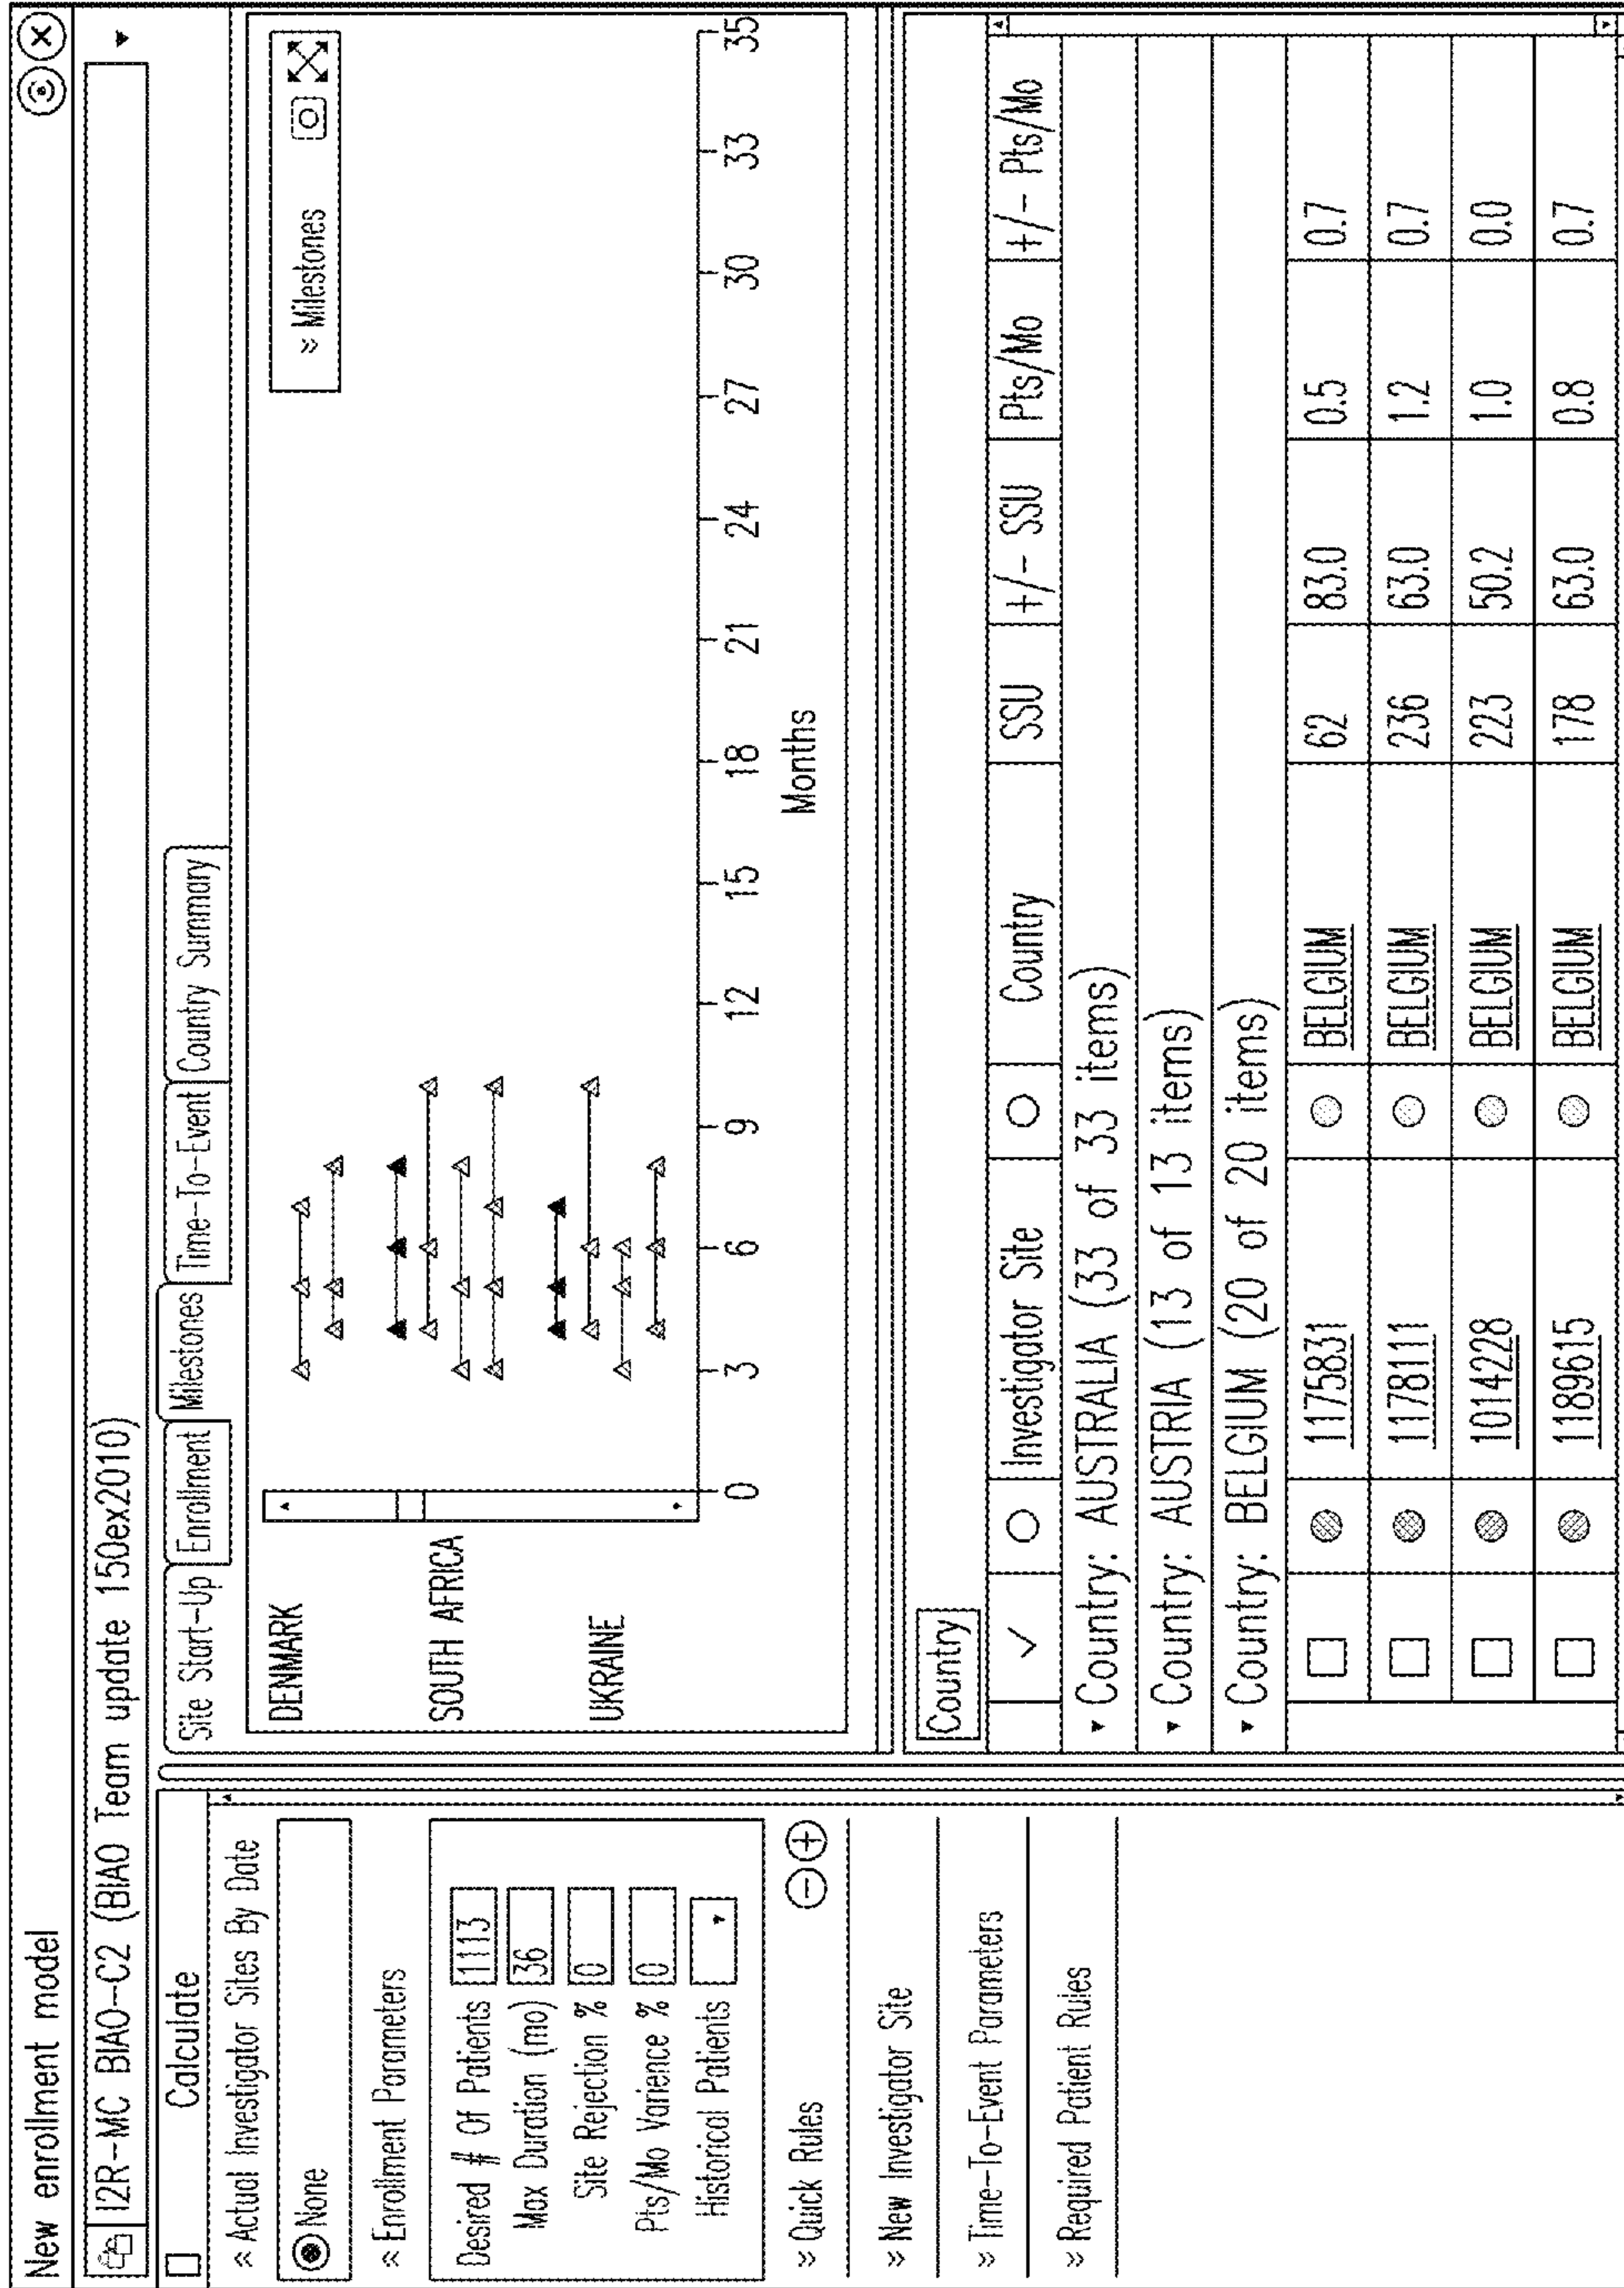 New enrollment model
I2R-MC BIAO-C2 (BIAO Team update 150ex2010)
Calculate
Actual Investigator Sites By Date
None
Enrollment Parameters
Desired # Of Patients 1113
Max Duration (mo) 36
Site Rejection % 0
Pts/Mo Varience % 0
Historical Patients
Quick Rules
New Investigator Site
Time-To-Event Parameters
Required Patient Rules
Site Start-Up Enrollment Milestones Time-To-Event Country Summary
Milestones
DENMARK
SOUTH AFRICA
UKRAINE
0 3 6 9 12 15 18 21 24 27 30 33 35
Months
Country
Investigator Site Country SSU +/- SSU Pts/Mo +/- Pts/Mo
Country: AUSTRALIA (33 of 33 items)
Country: AUSTRIA (13 of 13 items)
Country: BELGIUM (20 of 20 items)
1175831 BELGIUM 62 83.0 0.5 0.7
1178111 BELGIUM 236 63.0 1.2 0.7
1014228 BELGIUM 223 50.2 1.0 0.0
1189615 BELGIUM 178 63.0 0.8 0.7